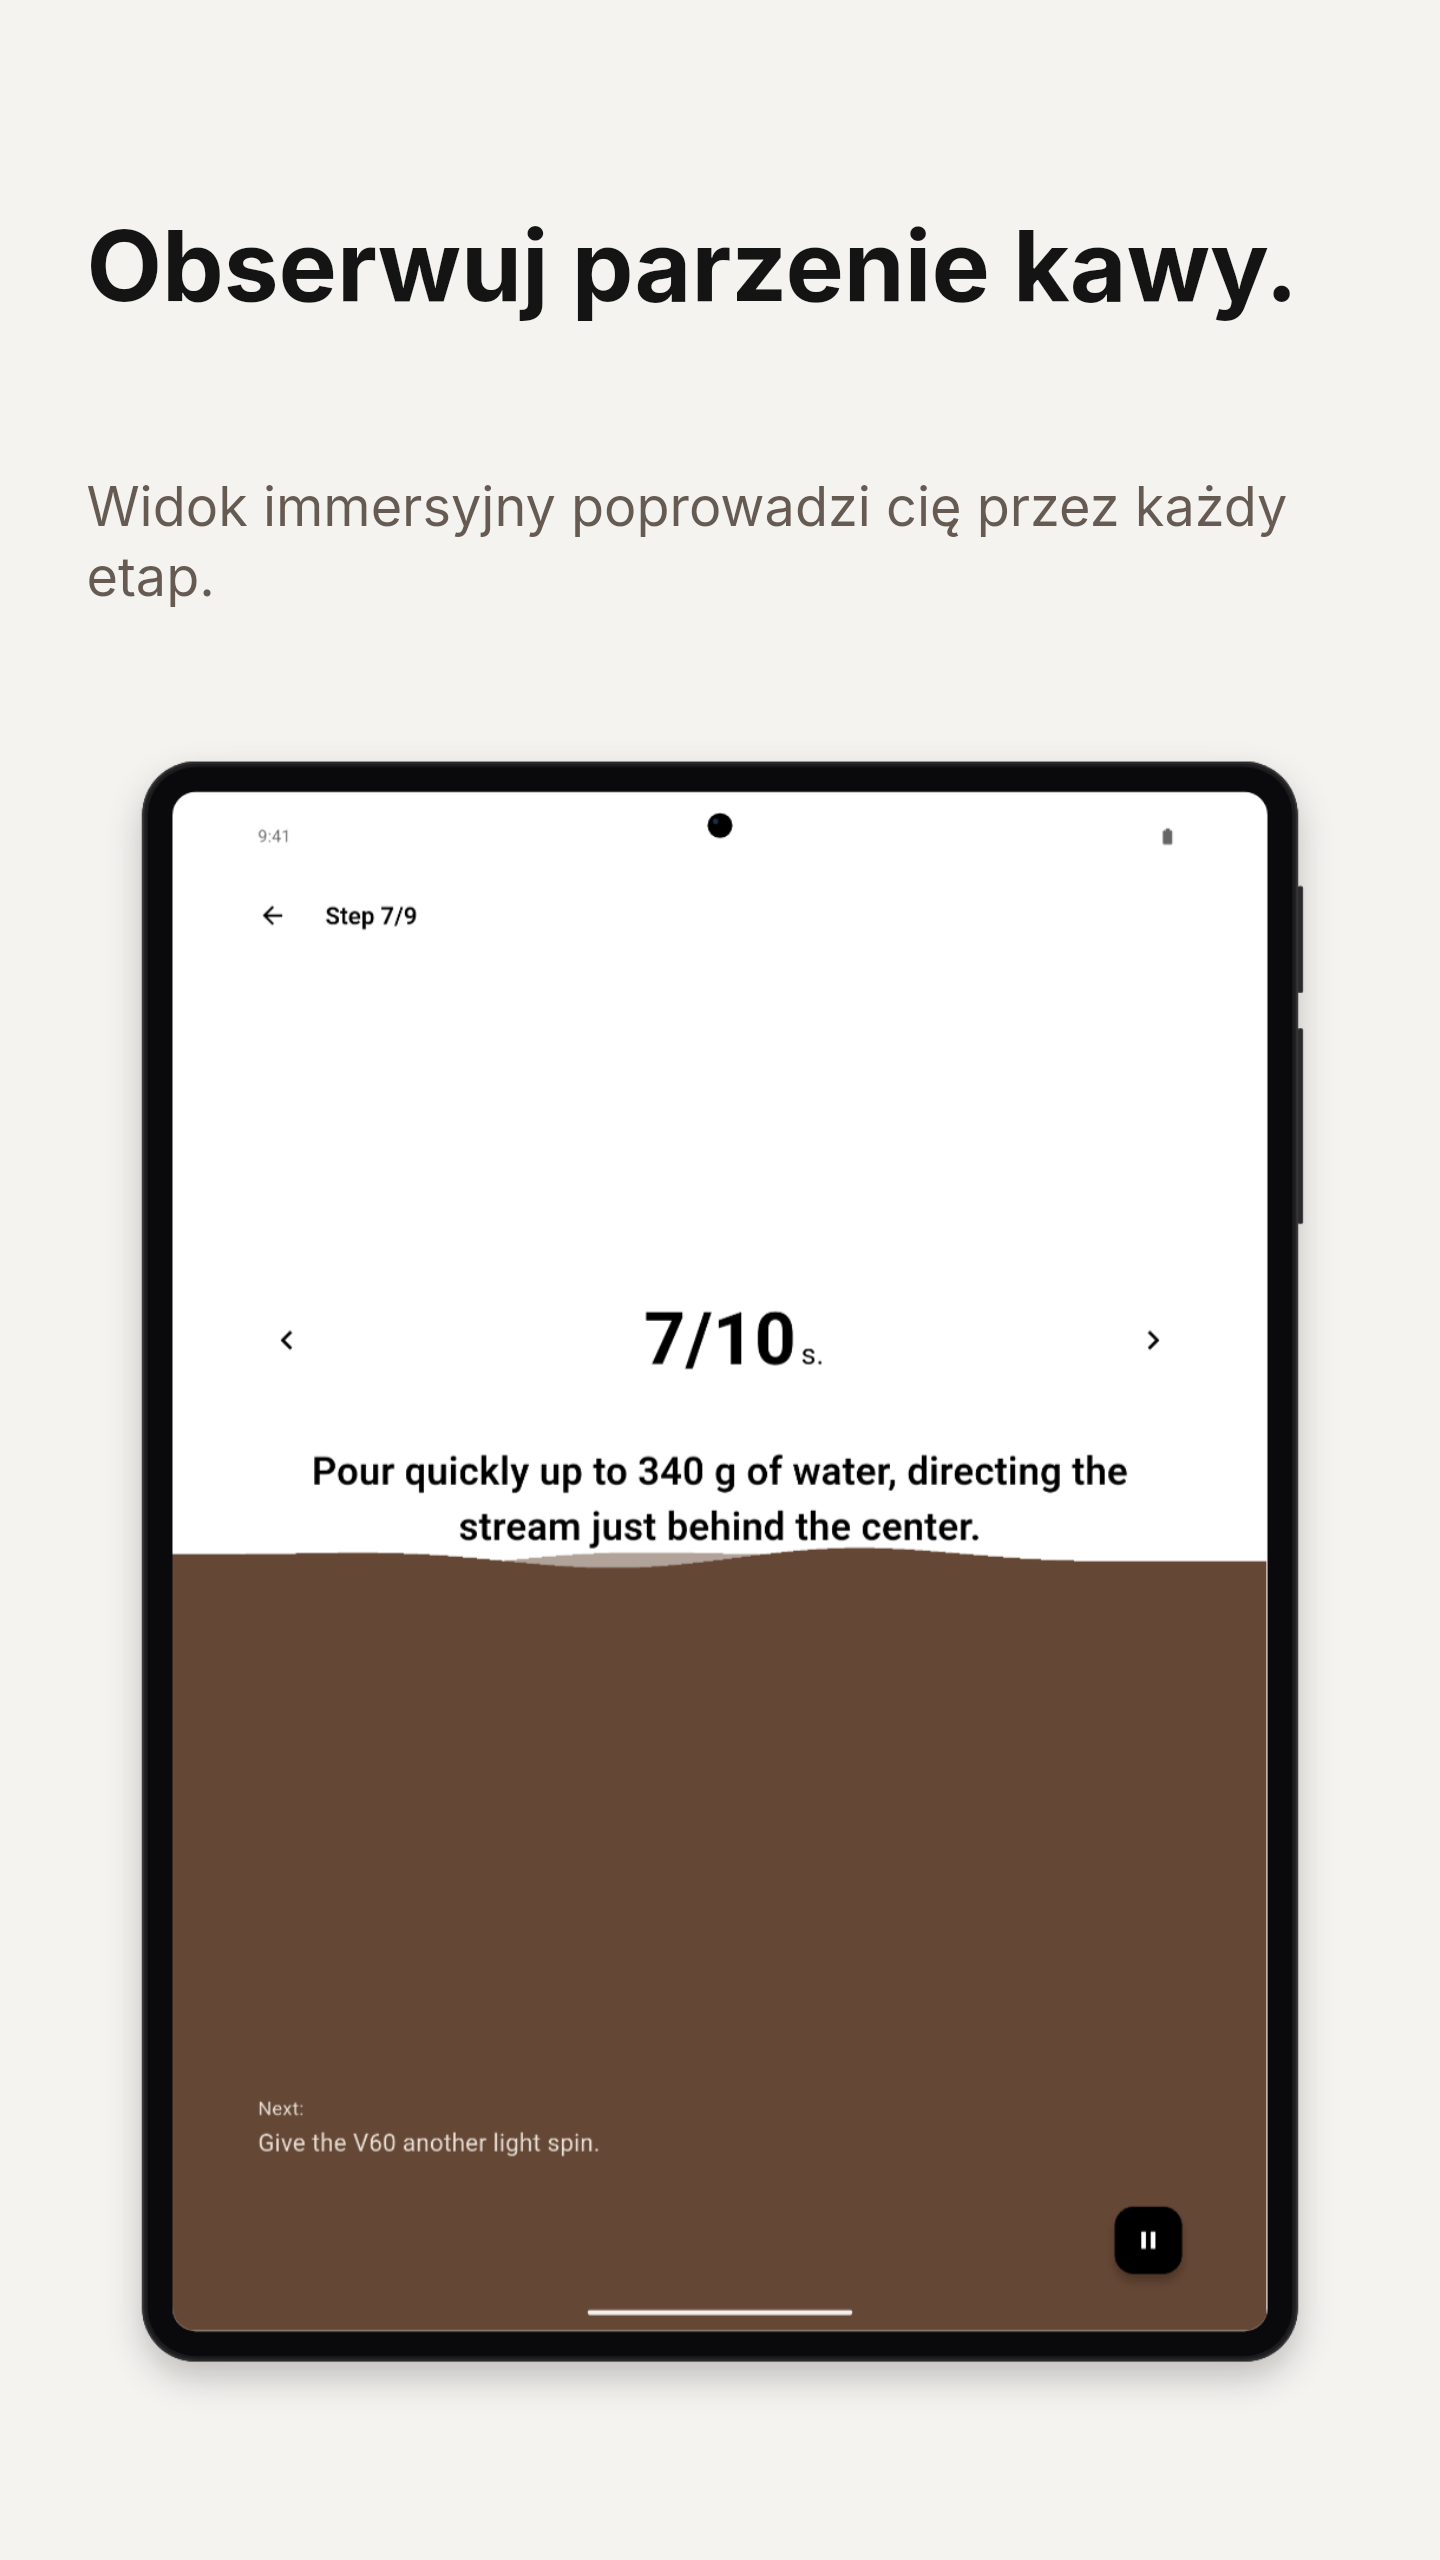 Obserwuj parzenie kawy.
Widok immersyjny poprowadzi cię przez każdy
etap.
9:41
Step 7/9
7/10 s.
Pour quickly up to 340 g of water, directing the
stream just behind the center.
Next:
Give the V60 another light spin.